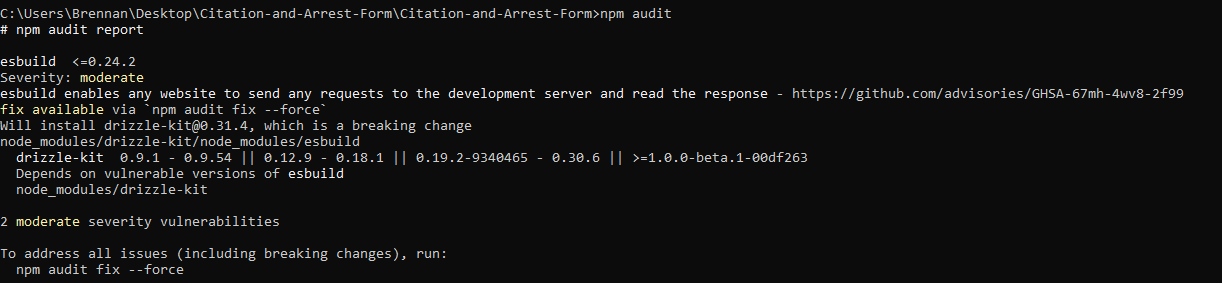 C:\Users\Brennan\Desktop\Citation-and-Arrest-Form\Citation-and-Arrest-Form>npm audit
# npm audit report
esbuild  <=0.24.2
Severity: moderate
esbuild enables any website to send any requests to the development server and read the response - https://github.com/advisories/GHSA-67mh-4wv8-2f99
fix available via `npm audit fix --force`
Will install drizzle-kit@0.31.4, which is a breaking change
node_modules/drizzle-kit/node_modules/esbuild
  drizzle-kit  0.9.1 - 0.9.54 || 0.12.9 - 0.18.1 || 0.19.2-9340465 - 0.30.6 || >=1.0.0-beta.1-00df263
  Depends on vulnerable versions of esbuild
  node_modules/drizzle-kit
2 moderate severity vulnerabilities
To address all issues (including breaking changes), run:
  npm audit fix --force